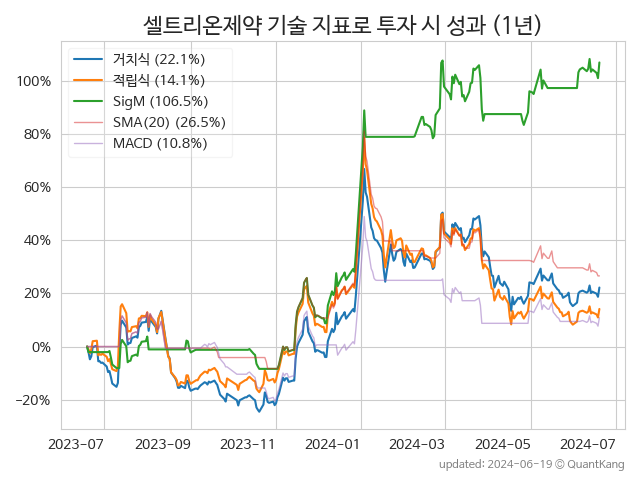 셀트리온제약 기술 지표로 투자 시 성과 (1년)
거치식 (22.1%)
적립식 (14.1%)
SigM (106.5%)
SMA(20) (26.5%)
MACD (10.8%)
100%
80%
60%
40%
20%
0%
−20%
2023-07 2023-09 2023-11 2024-01 2024-03 2024-05 2024-07
updated: 2024-06-19 © QuantKang